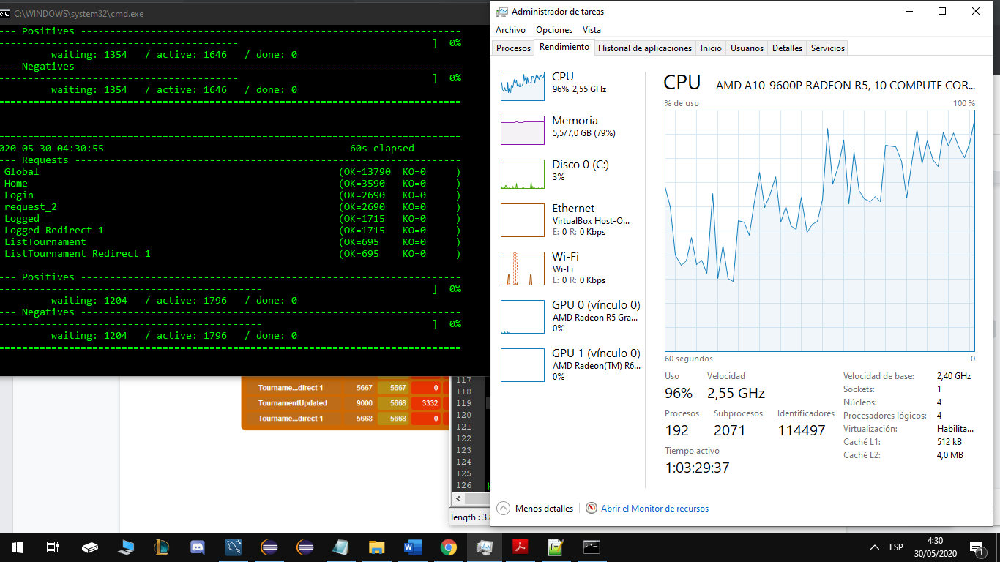 C:\WINDOWS\system32\cmd.exe
--- Positives ------------------------------------------------------------------
] 0%
waiting: 1354 / active: 1646 / done: 0
--- Negatives ------------------------------------------------------------------
] 0%
waiting: 1354 / active: 1646 / done: 0
================================================================================
================================================================================
020-05-30 04:30:55 60s elapsed
--- Requests -------------------------------------------------------------------
Global (OK=13790 KO=0 )
Home (OK=3590 KO=0 )
Login (OK=2690 KO=0 )
request_2 (OK=2690 KO=0 )
Logged (OK=1715 KO=0 )
Logged Redirect 1 (OK=1715 KO=0 )
ListTournament (OK=695 KO=0 )
ListTournament Redirect 1 (OK=695 KO=0 )
--- Positives ------------------------------------------------------------------
] 0%
waiting: 1204 / active: 1796 / done: 0
--- Negatives ------------------------------------------------------------------
] 0%
waiting: 1204 / active: 1796 / done: 0
================================================================================
Tourname...direct 1 5667 5667 0
TournamentUpdated 9000 5668 3332
Tourname...direct 1 5668 5668 0
117
118
119
120
121
122
123
124
125
126 }
length : 3.8
Administrador de tareas
Archivo Opciones Vista
Procesos Rendimiento Historial de aplicaciones Inicio Usuarios Detalles Servicios
CPU
96% 2,55 GHz
Memoria
5,5/7,0 GB (79%)
Disco 0 (C:)
3%
Ethernet
VirtualBox Host-O...
E: 0 R: 0 Kbps
Wi-Fi
Wi-Fi
E: 0 R: 0 Kbps
GPU 0 (vínculo 0)
AMD Radeon R5 Gra...
0%
GPU 1 (vínculo 0)
AMD Radeon(TM) R6...
0%
CPU AMD A10-9600P RADEON R5, 10 COMPUTE COR...
% de uso 100 %
60 segundos 0
Uso Velocidad
96% 2,55 GHz
Procesos Subprocesos Identificadores
192 2071 114497
Tiempo activo
1:03:29:37
Velocidad de base: 2,40 GHz
Sockets: 1
Núcleos: 4
Procesadores lógicos: 4
Virtualización: Habilita...
Caché L1: 512 kB
Caché L2: 4,0 MB
Menos detalles Abrir el Monitor de recursos
ESP
4:30
30/05/2020
1